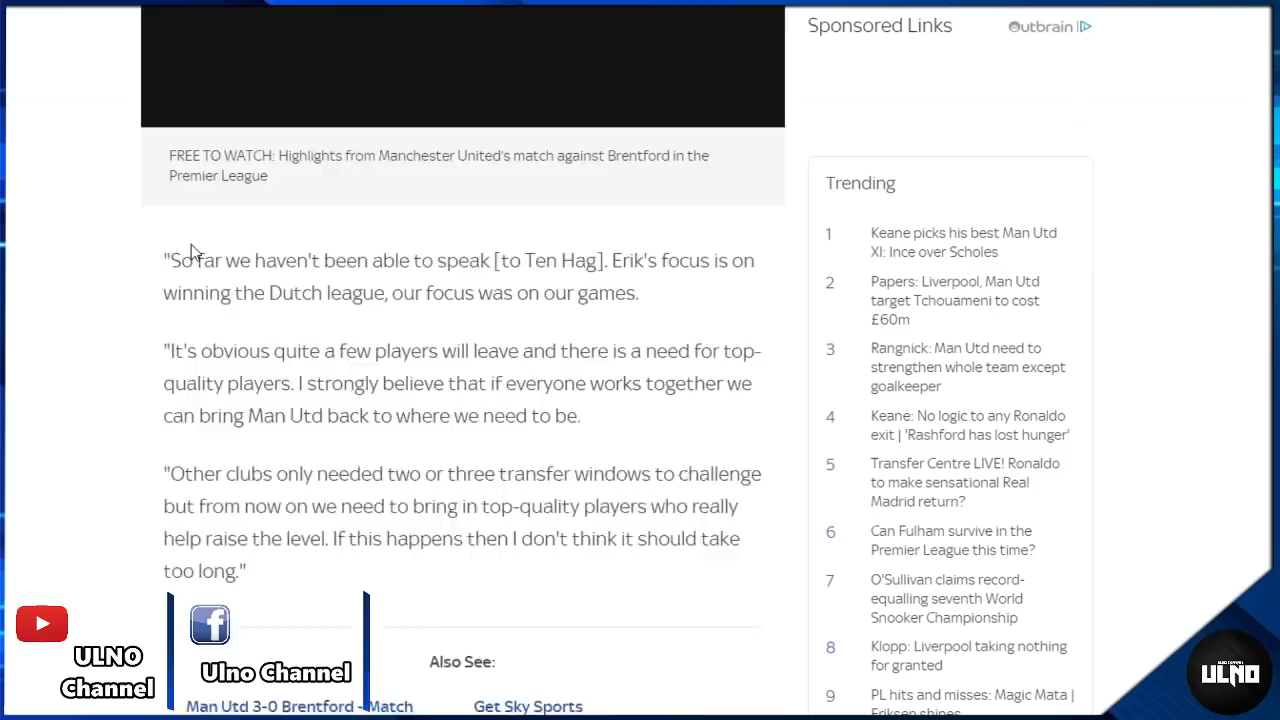 Sponsored Links
Outbrain
FREE TO WATCH: Highlights from Manchester United's match against Brentford in the
Premier League
"So far we haven't been able to speak [to Ten Hag]. Erik's focus is on
winning the Dutch league, our focus was on our games.
"It's obvious quite a few players will leave and there is a need for top-
quality players. I strongly believe that if everyone works together we
can bring Man Utd back to where we need to be.
"Other clubs only needed two or three transfer windows to challenge
but from now on we need to bring in top-quality players who really
help raise the level. If this happens then I don't think it should take
too long."
Also See:
Man Utd 3-0 Brentford - Match
Get Sky Sports
Trending
1 Keane picks his best Man Utd
XI: Ince over Scholes
2 Papers: Liverpool, Man Utd
target Tchouameni to cost
£60m
3 Rangnick: Man Utd need to
strengthen whole team except
goalkeeper
4 Keane: No logic to any Ronaldo
exit | 'Rashford has lost hunger'
5 Transfer Centre LIVE! Ronaldo
to make sensational Real
Madrid return?
6 Can Fulham survive in the
Premier League this time?
7 O'Sullivan claims record-
equalling seventh World
Snooker Championship
8 Klopp: Liverpool taking nothing
for granted
9 PL hits and misses: Magic Mata |
Eriksen shines
ULNO
Channel
Ulno Channel
ULNO